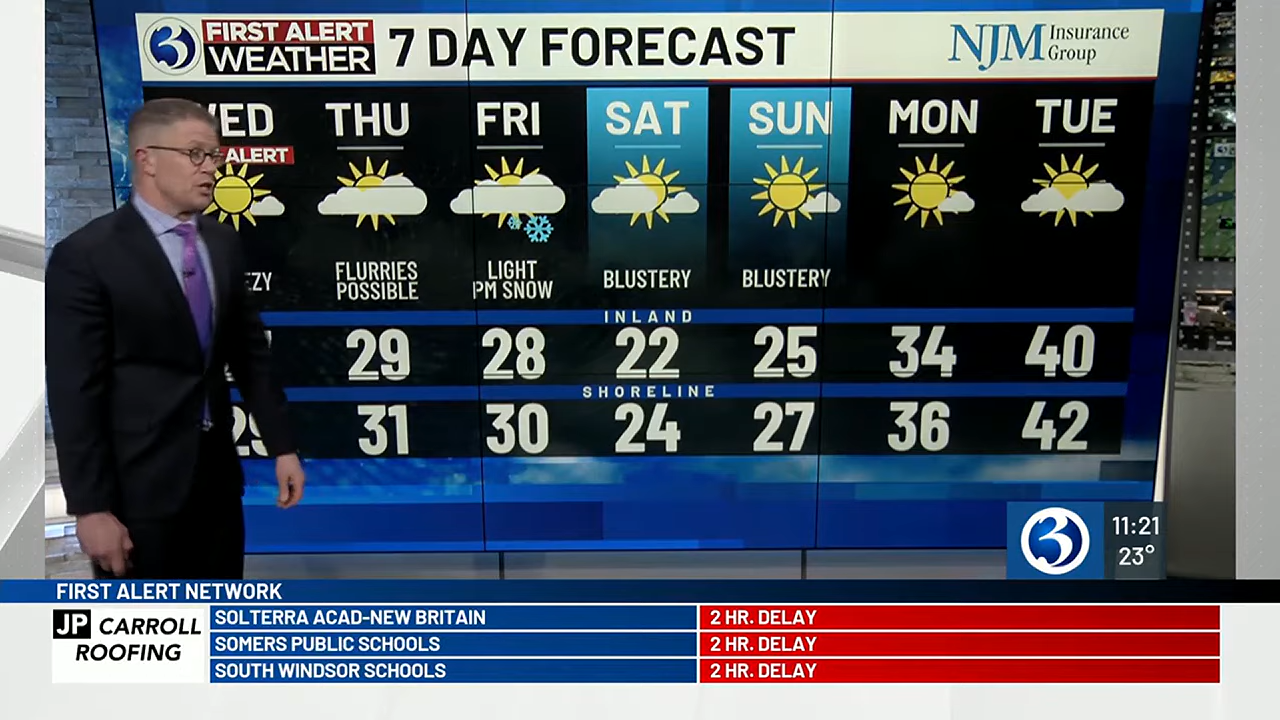 3 FIRST ALERT WEATHER 7 DAY FORECAST NJM Insurance Group
WED THU FRI SAT SUN MON TUE
ALERT
FLURRIES POSSIBLE
LIGHT PM SNOW
BLUSTERY
BLUSTERY
INLAND
29 28 22 25 34 40
SHORELINE
29 31 30 24 27 36 42
3 11:21
23°
FIRST ALERT NETWORK
JP CARROLL ROOFING
SOLTERRA ACAD-NEW BRITAIN 2 HR. DELAY
SOMERS PUBLIC SCHOOLS 2 HR. DELAY
SOUTH WINDSOR SCHOOLS 2 HR. DELAY